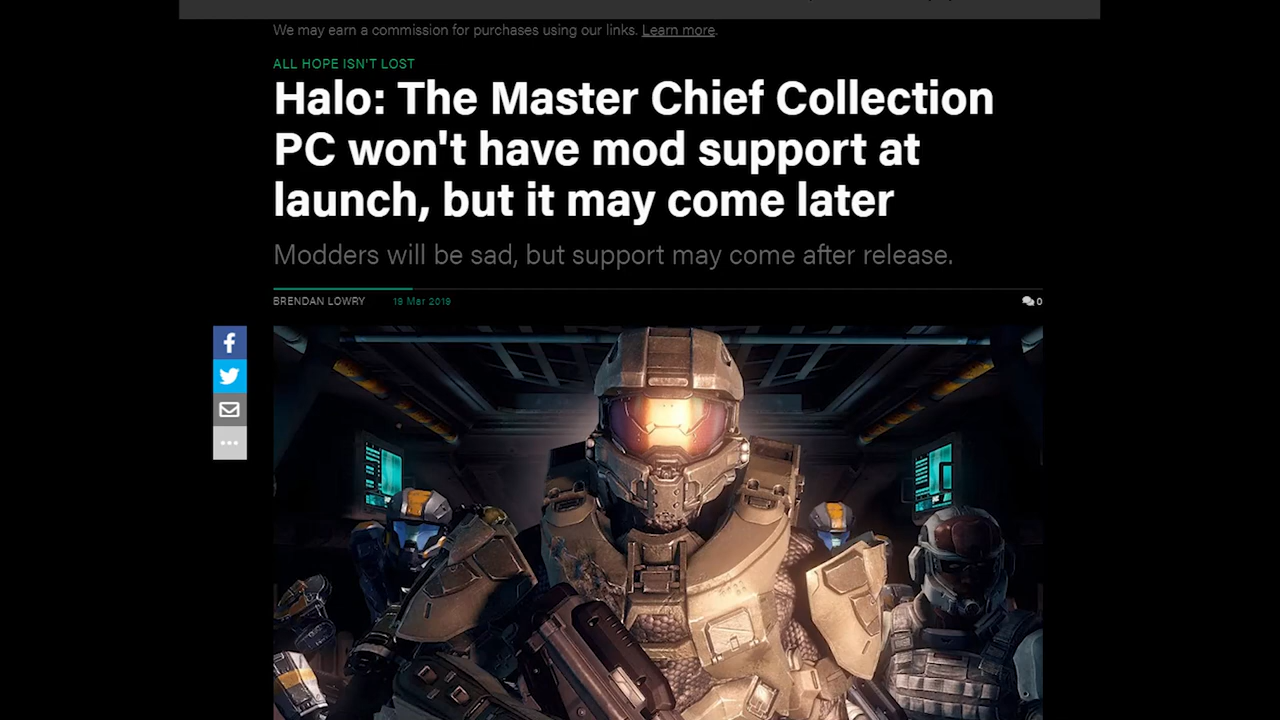 We may earn a commission for purchases using our links. Learn more.
ALL HOPE ISN'T LOST
Halo: The Master Chief Collection
PC won't have mod support at
launch, but it may come later
Modders will be sad, but support may come after release.
BRENDAN LOWRY 19 Mar 2019 0